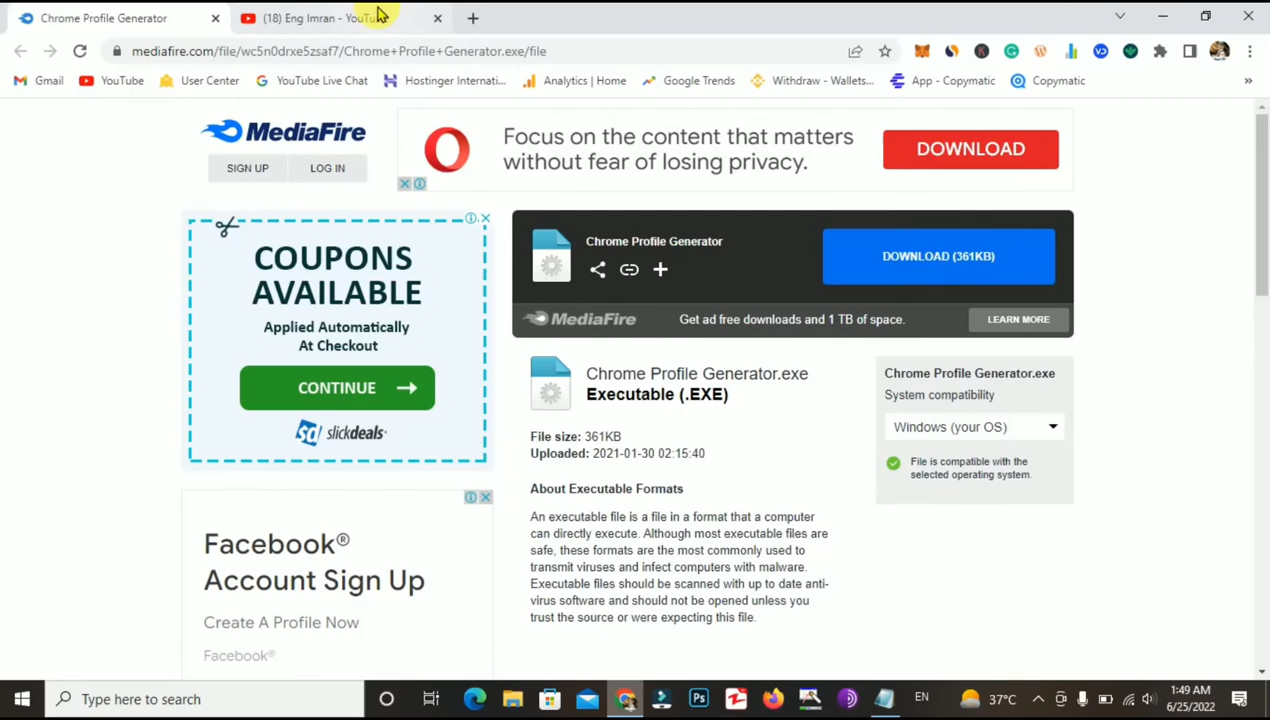 Chrome Profile Generator
(18) Eng Imran - YouTube
mediafire.com/file/wc5n0drxe5zsaf7/Chrome+Profile+Generator.exe/file
Gmail
YouTube
User Center
YouTube Live Chat
Hostinger Internati...
Analytics | Home
Google Trends
Withdraw - Wallets...
App - Copymatic
Copymatic
»
MediaFire
SIGN UP
LOG IN
Focus on the content that matters
without fear of losing privacy.
DOWNLOAD
COUPONS
AVAILABLE
Applied Automatically
At Checkout
CONTINUE →
sd slickdeals
Chrome Profile Generator
DOWNLOAD (361KB)
MediaFire
Get ad free downloads and 1 TB of space.
LEARN MORE
Chrome Profile Generator.exe
Executable (.EXE)
File size: 361KB
Uploaded: 2021-01-30 02:15:40
About Executable Formats
An executable file is a file in a format that a computer
can directly execute. Although most executable files are
safe, these formats are the most commonly used to
transmit viruses and infect computers with malware.
Executable files should be scanned with up to date anti-
virus software and should not be opened unless you
trust the source or were expecting this file.
Chrome Profile Generator.exe
System compatibility
Windows (your OS)
File is compatible with the
selected operating system.
Facebook®
Account Sign Up
Create A Profile Now
Facebook®
Type here to search
Ps
EN
37°C
1:49 AM
6/25/2022